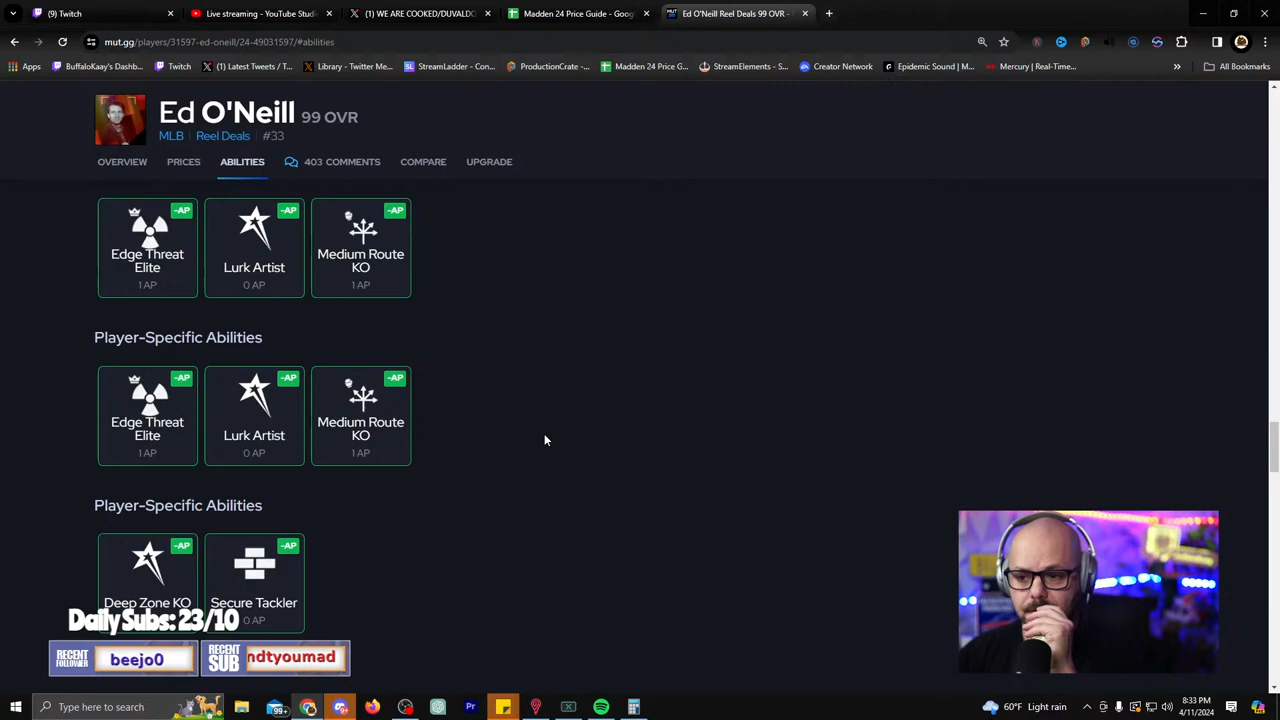 (9) Twitch
Live streaming - YouTube Studi
(1) WE ARE COOKED/DUVALDC
Madden 24 Price Guide - Goog
Ed O'Neill Reel Deals 99 OVR -
mut.gg/players/31597-ed-oneill/24-49031597/#abilities
Apps
BuffaloKaay's Dashb...
Twitch
(1) Latest Tweets / T...
Library - Twitter Me...
StreamLadder - Con...
ProductionCrate - ...
Madden 24 Price G...
StreamElements - S...
Creator Network
Epidemic Sound | M...
Mercury | Real-Time...
All Bookmarks
Ed O'Neill 99 OVR
MLB Reel Deals #33
OVERVIEW PRICES ABILITIES 403 COMMENTS COMPARE UPGRADE
-AP -AP -AP
Edge Threat Elite Lurk Artist Medium Route KO
1 AP 0 AP 1 AP
Player-Specific Abilities
-AP -AP -AP
Edge Threat Elite Lurk Artist Medium Route KO
1 AP 0 AP 1 AP
Player-Specific Abilities
-AP -AP
Deep Zone KO Secure Tackler
0 AP
Daily Subs: 23/10
RECENT FOLLOWER beejo0 RECENT SUB ndtyoumad
Type here to search
99+
60°F Light rain
8:33 PM
4/11/2024